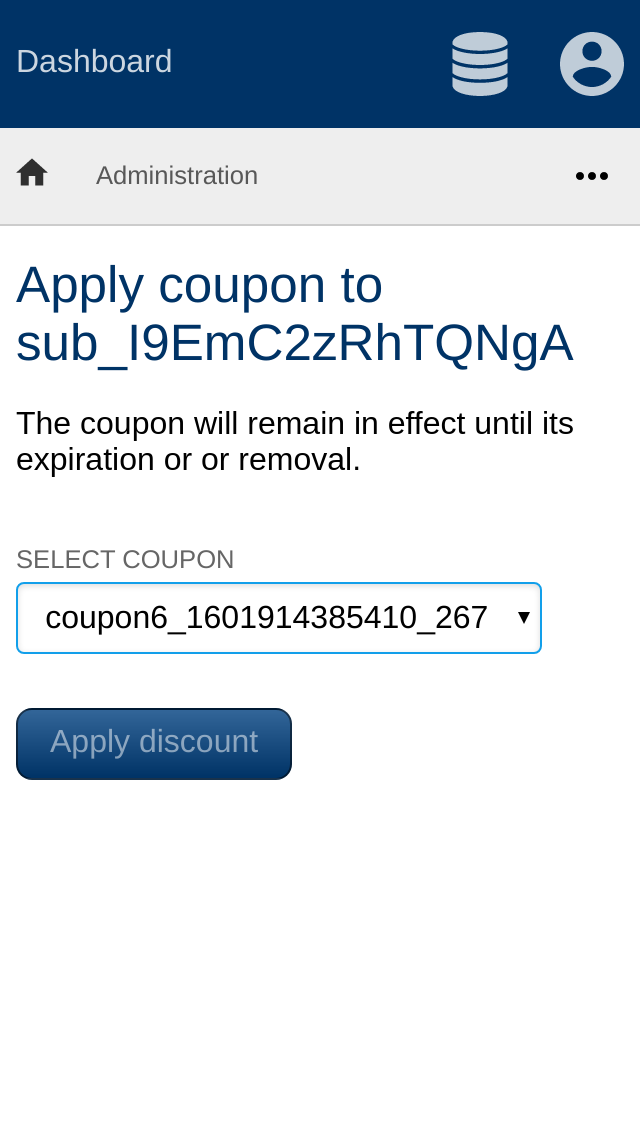 Dashboard
Administration
Apply coupon to
sub_I9EmC2zRhTQNgA
The coupon will remain in effect until its
expiration or or removal.
SELECT COUPON
coupon6_1601914385410_267
Apply discount